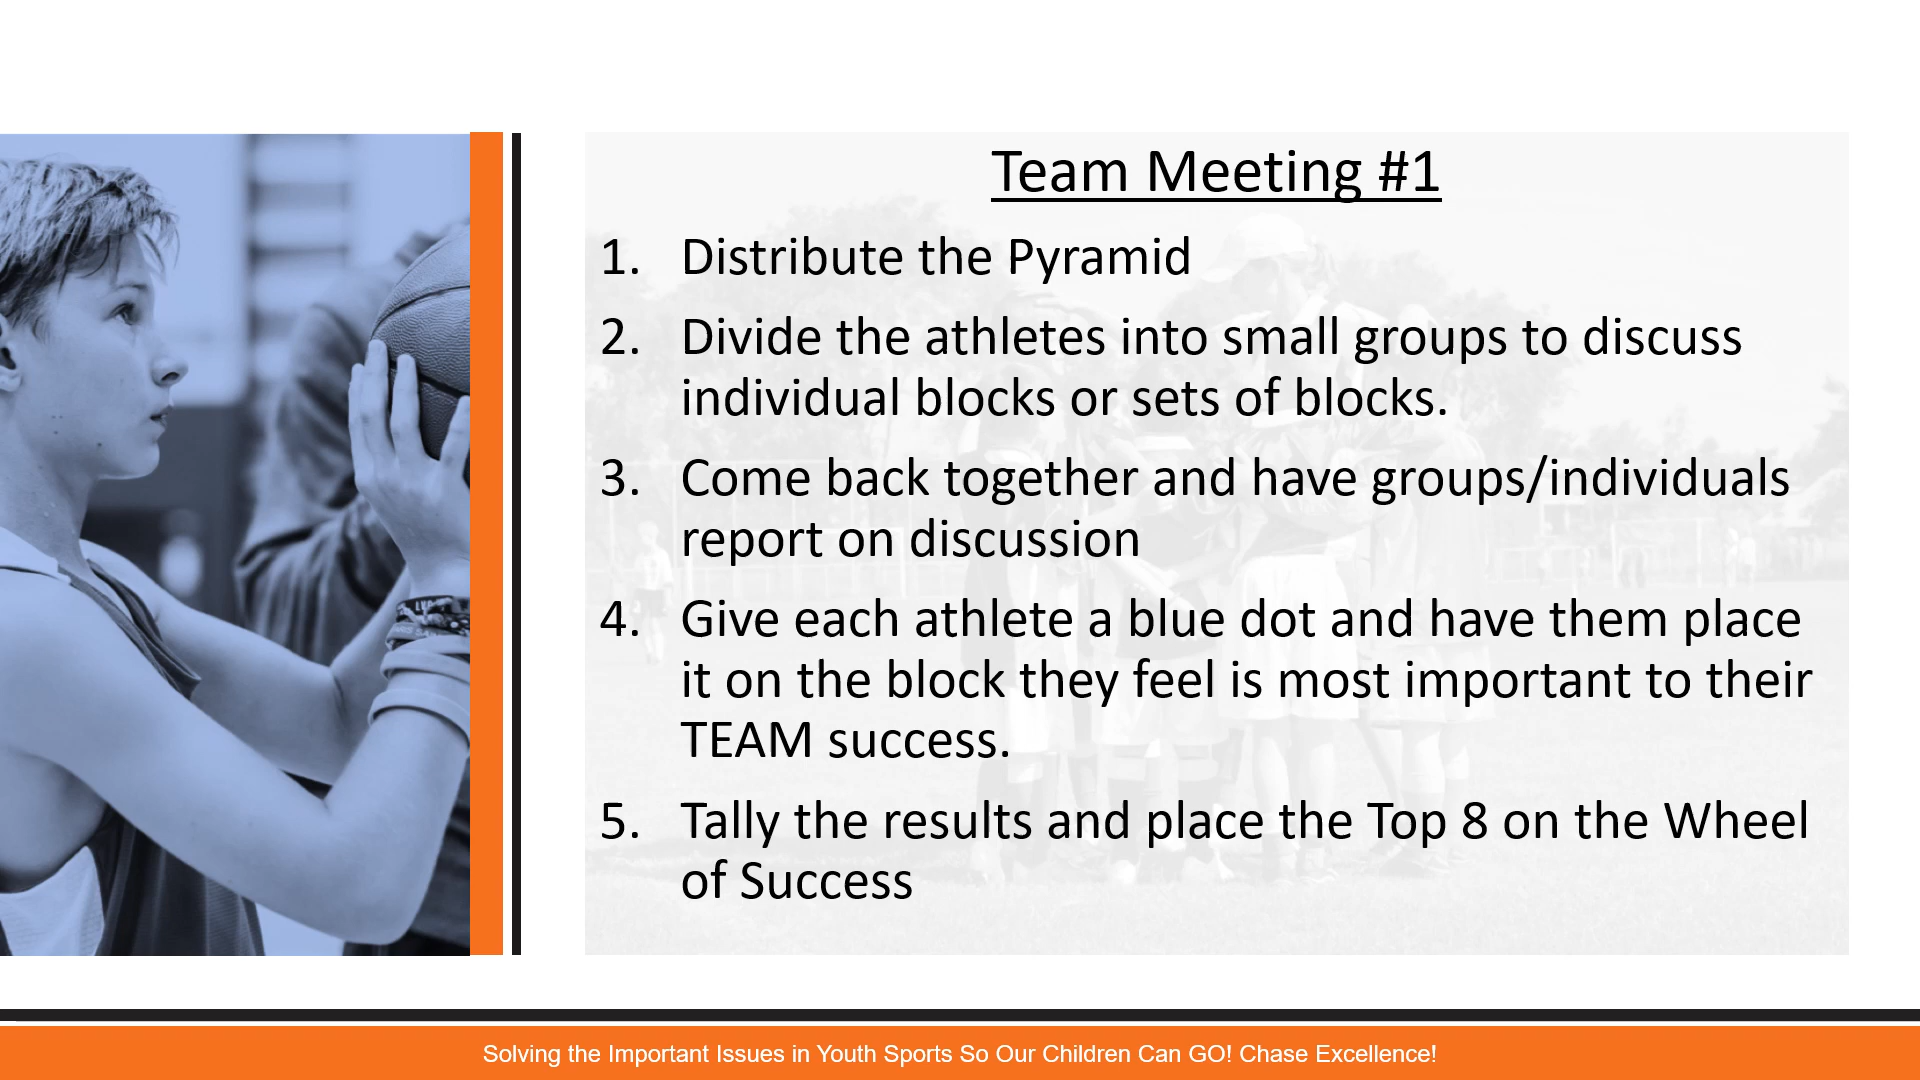 Team Meeting #1
1. Distribute the Pyramid
2. Divide the athletes into small groups to discuss
individual blocks or sets of blocks.
3. Come back together and have groups/individuals
report on discussion
4. Give each athlete a blue dot and have them place
it on the block they feel is most important to their
TEAM success.
5. Tally the results and place the Top 8 on the Wheel
of Success
Solving the Important Issues in Youth Sports So Our Children Can GO! Chase Excellence!